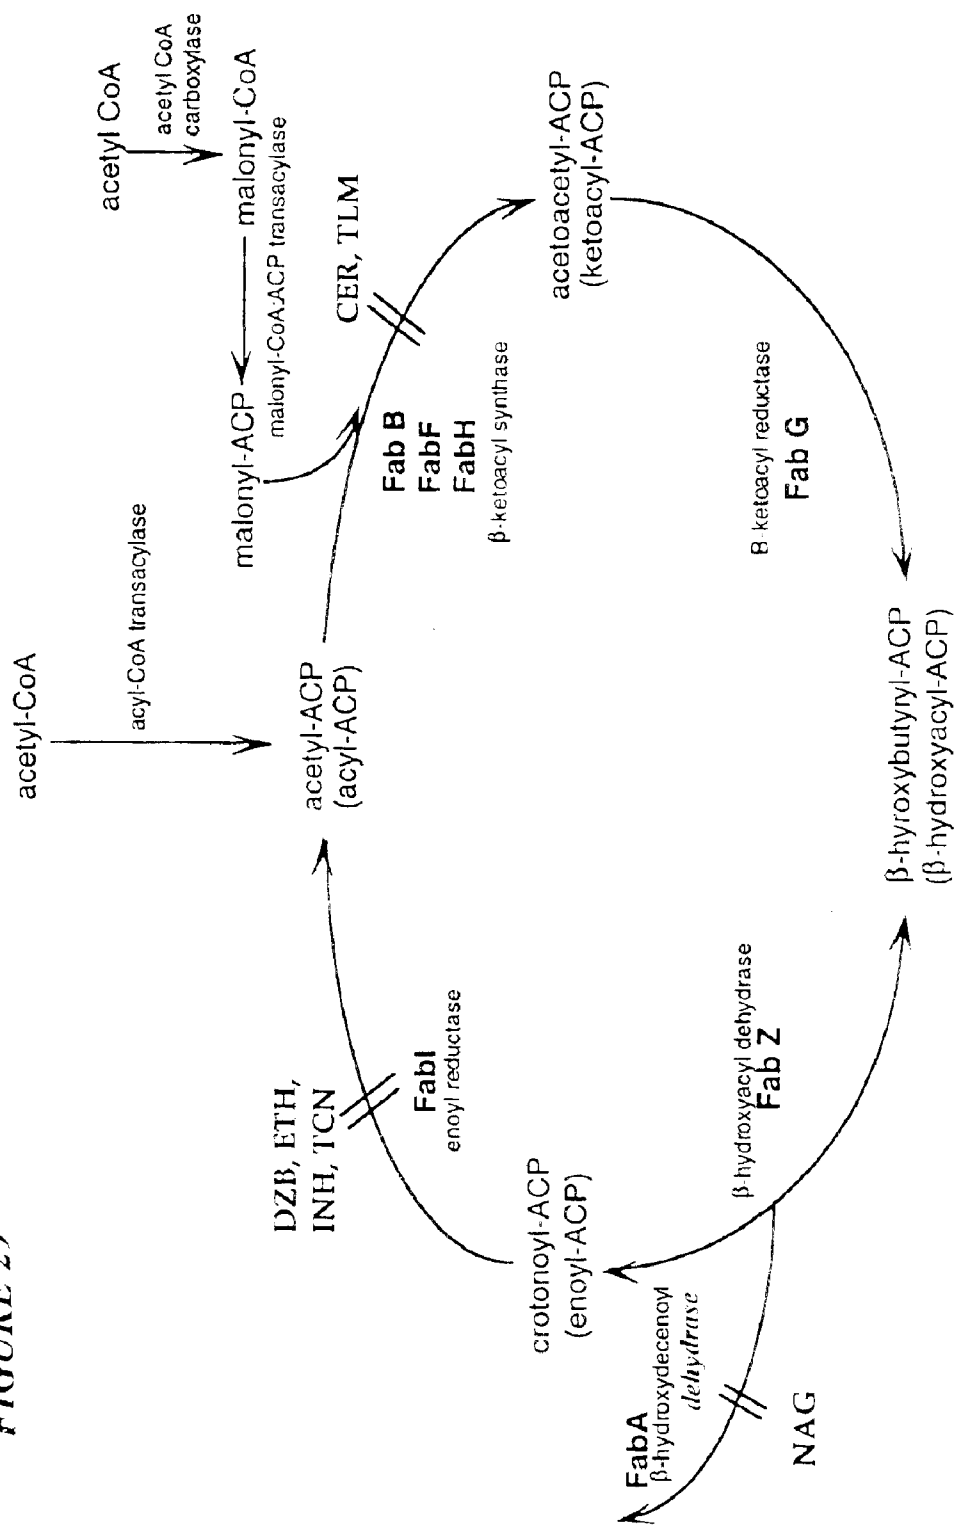 FIGURE 29
acetyl-CoA
acyl-CoA transacylase
acetyl CoA
acetyl CoA
carboxylase
malonyl-CoA
malonyl-CoA:ACP transacylase
malonyl-ACP
acetyl-ACP
(acyl-ACP)
CER, TLM
Fab B
FabF
FabH
β-ketoacyl synthase
acetoacetyl-ACP
(ketoacyl-ACP)
B-ketoacyl reductase
Fab G
β-hyroxybutyryl-ACP
(β-hydroxyacyl-ACP)
β-hydroxyacyl dehydrase
Fab Z
FabA
β-hydroxydecenoyl
dehydrase
NAG
crotonoyl-ACP
(enoyl-ACP)
DZB, ETH,
INH, TCN
FabI
enoyl reductase